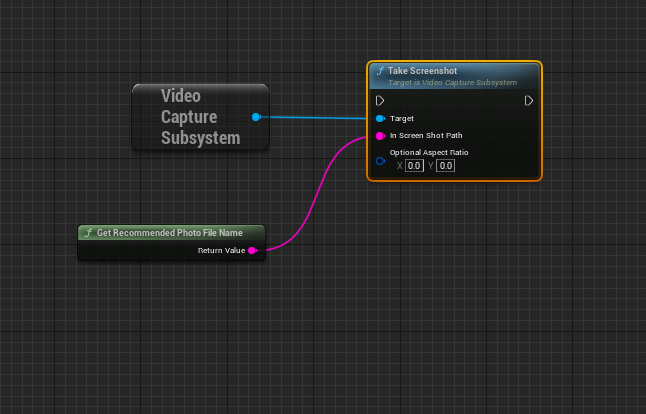 Video
Capture
Subsystem
f Take Screenshot
Target is Video Capture Subsystem
Target
In Screen Shot Path
Optional Aspect Ratio
X 0.0 Y 0.0
f Get Recommended Photo File Name
Return Value